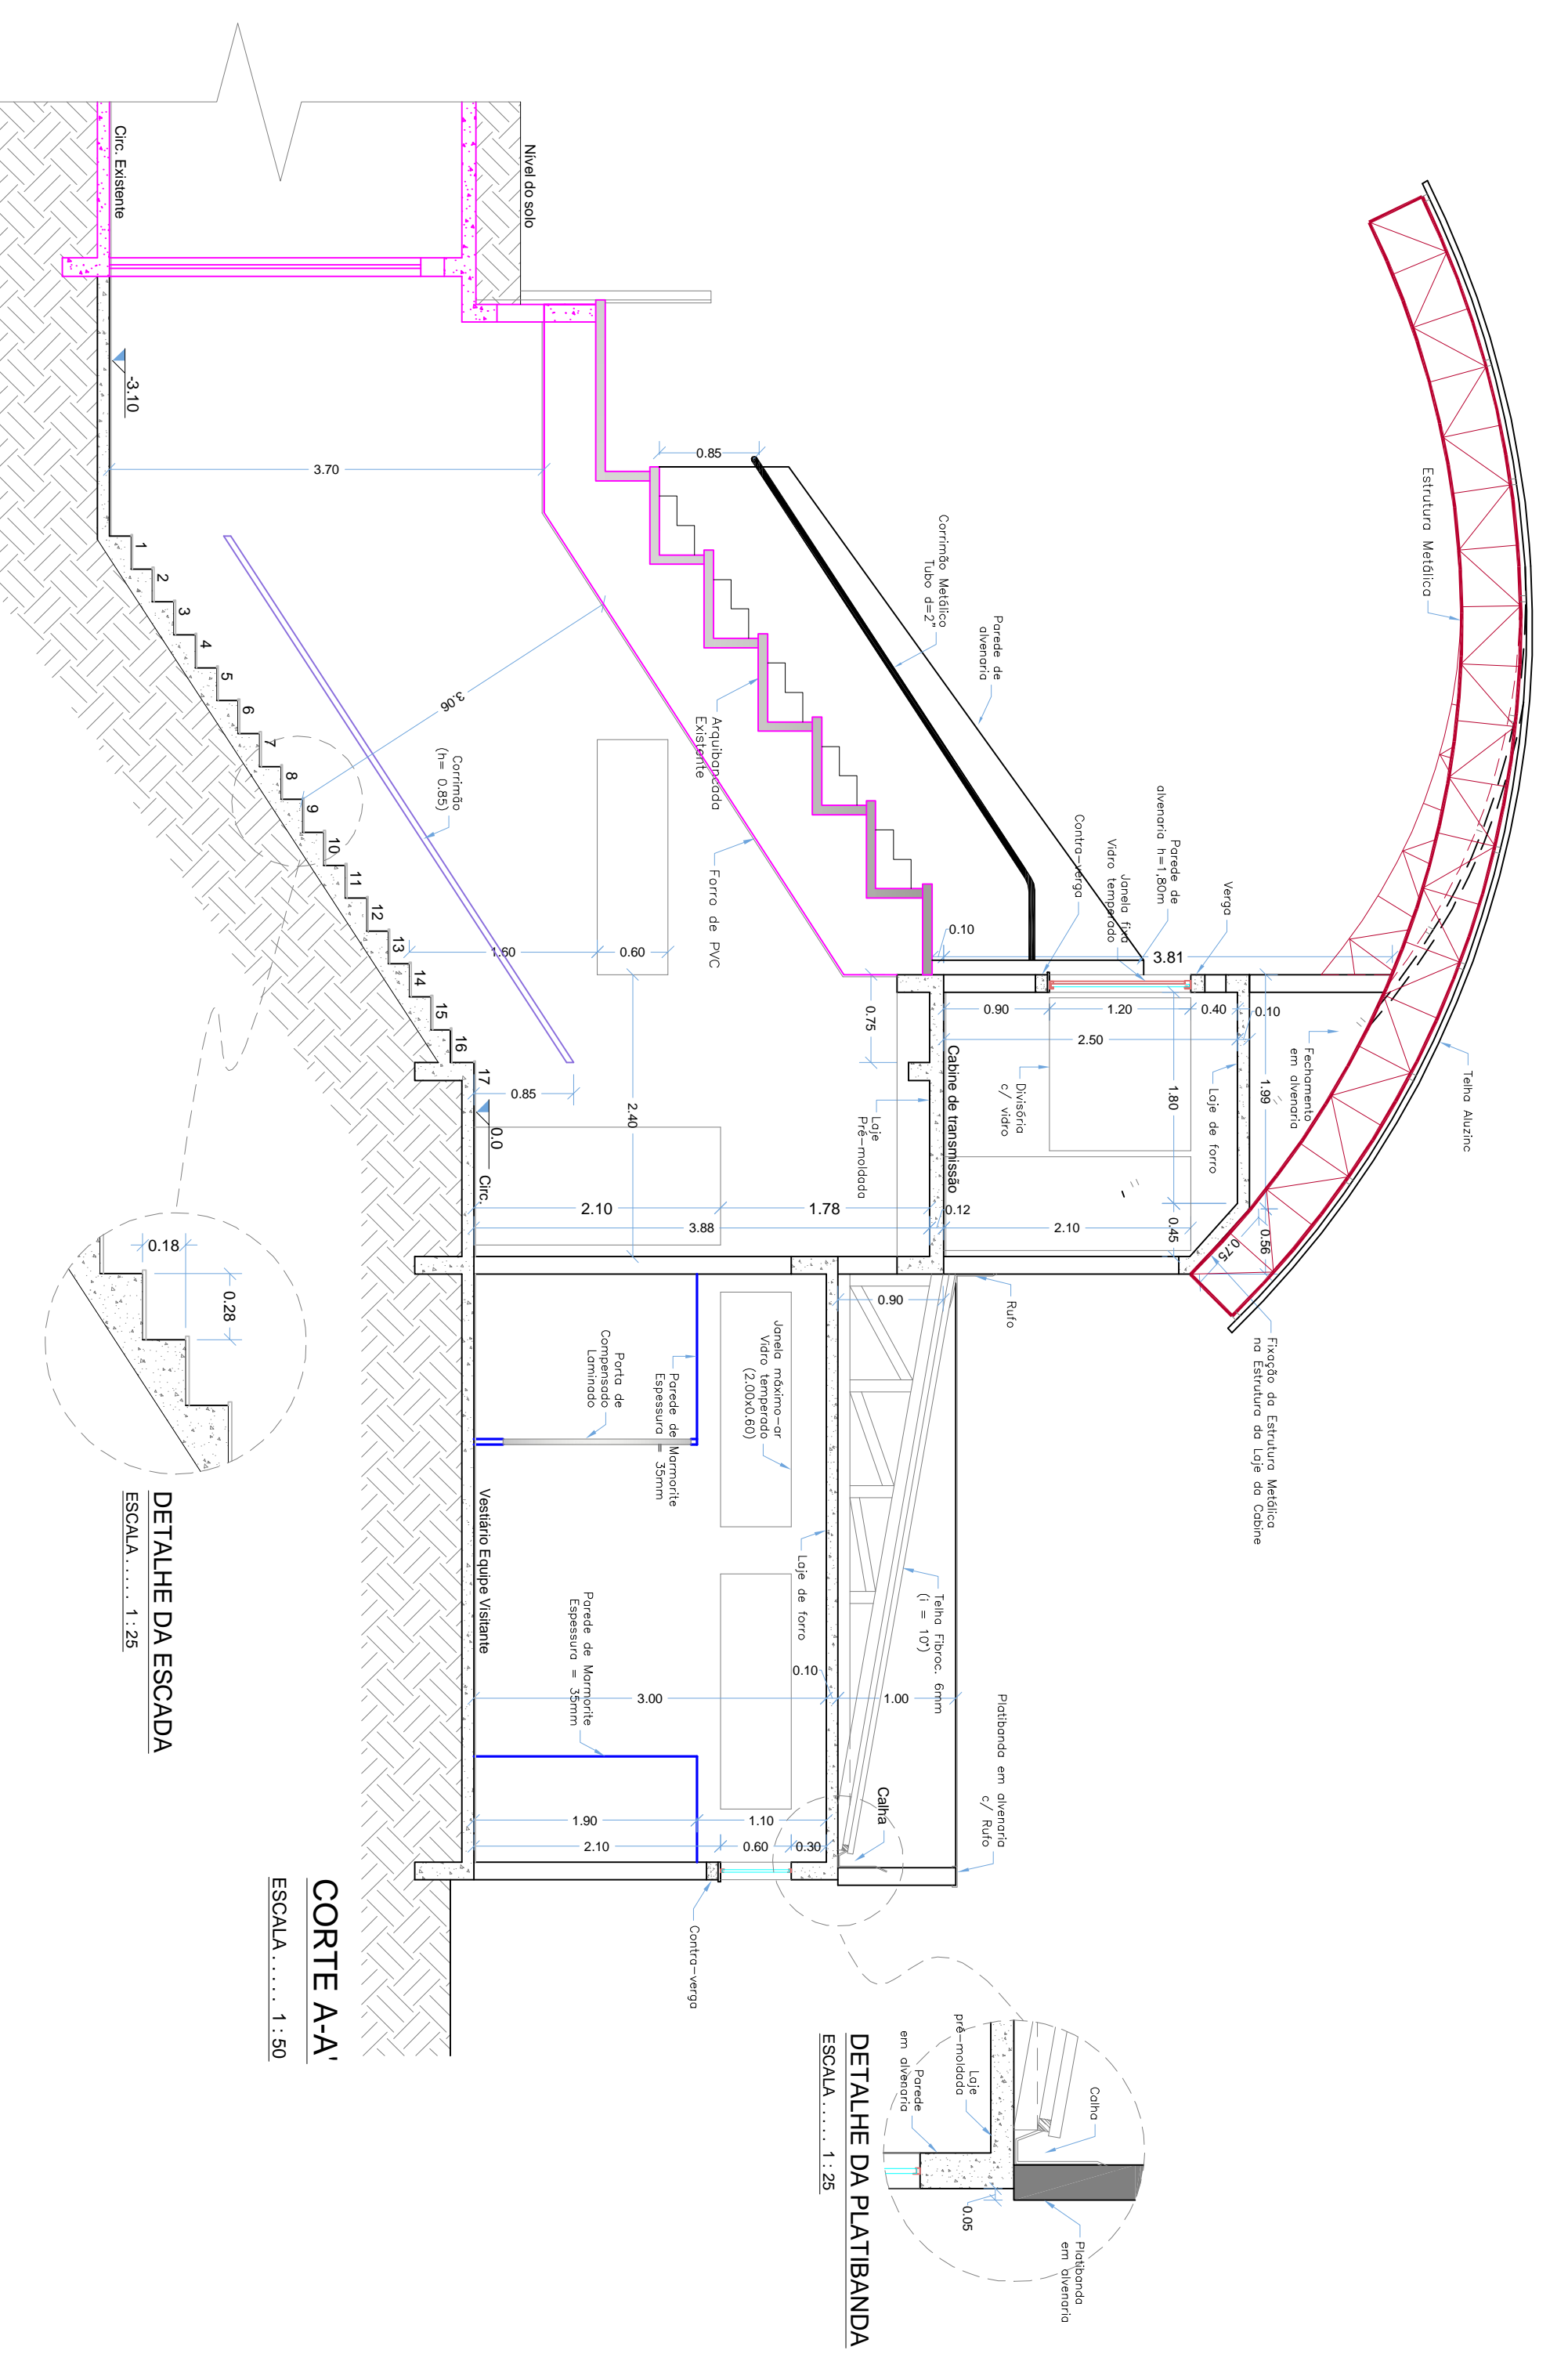 Estrutura Metálica
Telha Aluzinc
Verga
Fechamento
em alvenaria
Parede de
alvenaria h=1,80m
Janela fixa
Vidro temperado
Contra-verga
Parede de
alvenaria
Corrimão Metálico
Tubo d=2"
3.81
0.10
0.90
1.20
0.40
0.10
2.50
1.99
1.80
0.45
0.56
0.75
2.10
0.12
Laje de forro
Divisória
c/ vidro
Cabine de transmissão
Laje
Pré-moldada
0.75
Fixação da Estrutura Metálica
na Estrutura da Laje da Cabine
Rufo
0.85
Arquibancada
Existente
Forro de PVC
Nível do solo
Circ. Existente
-3.10
3.70
3.06
Corrimão
(h= 0.85)
1
2
3
4
5
6
7
8
9
10
11
12
13
14
15
16
17
1.60
0.60
0.85
2.40
0.0
Circ.
2.10
1.78
3.88
0.90
Janela máximo-ar
Vidro temperado
(2.00x0.60)
Parede de Marmorite
Espessura = 35mm
Porta de
Compensado
Laminado
Laje de forro
Telha Fibroc. 6mm
(i = 10°)
Vestiário Equipe Visitante
Parede de Marmorite
Espessura = 35mm
0.10
3.00
1.00
Platibanda em alvenaria
c/ Rufo
Calha
1.90
1.10
2.10
0.60
0.30
Contra-verga
0.18
0.28
DETALHE DA ESCADA
ESCALA . . . . . 1 : 25
CORTE A-A'
ESCALA . . . . . 1 : 50
Calha
Laje
pré-moldada
Parede
em alvenaria
0.05
Platibanda
em alvenaria
DETALHE DA PLATIBANDA
ESCALA . . . . . 1 : 25